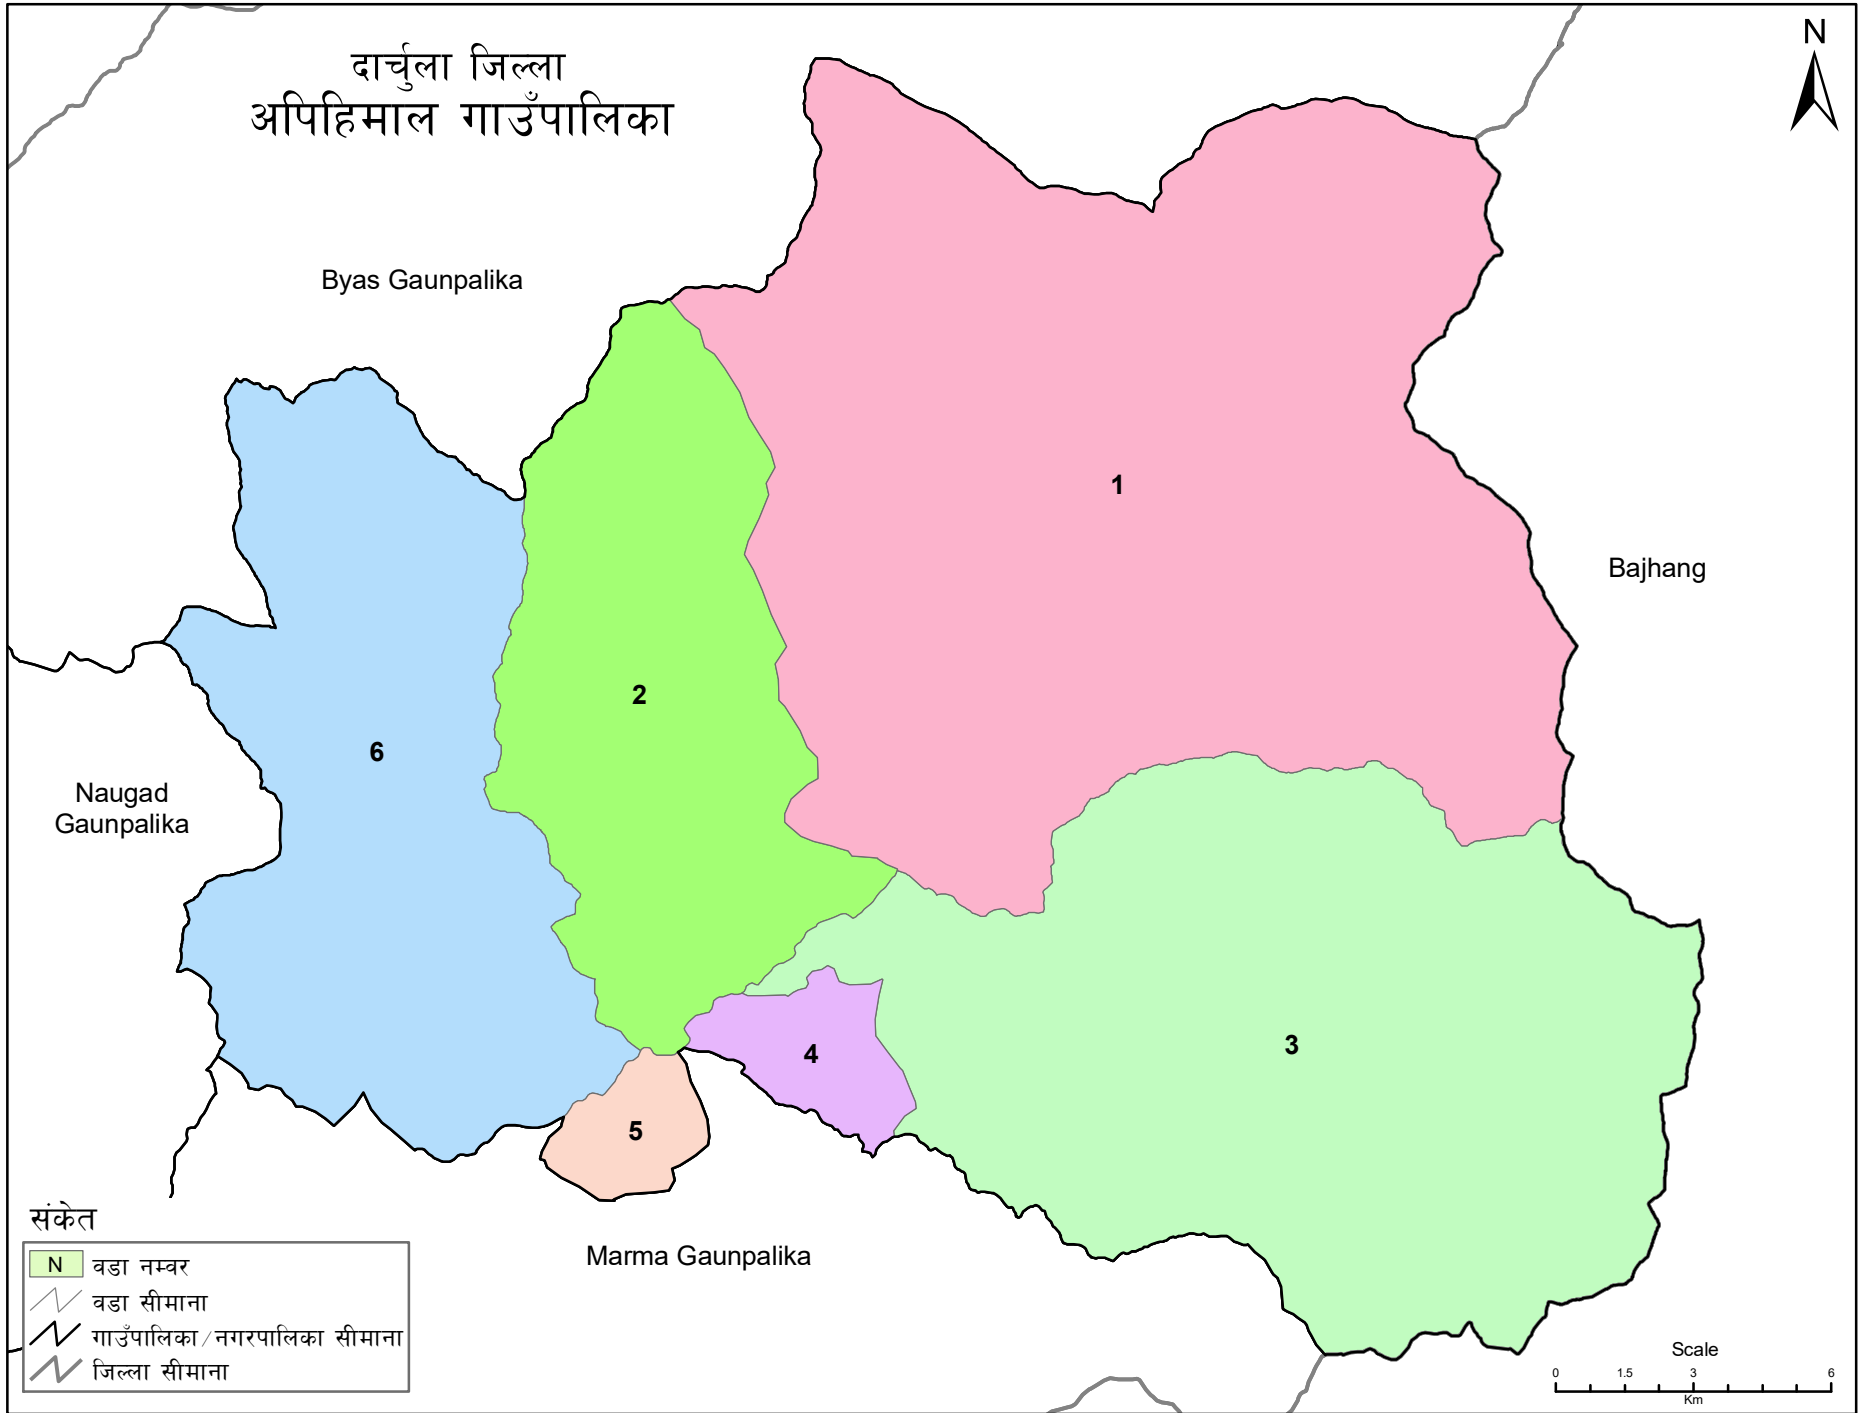 दार्चुला जिल्ला
अपिहिमाल गाउँपालिका
N
Byas Gaunpalika
1
Bajhang
2
6
Naugad
Gaunpalika
3
4
5
Marma Gaunpalika
संकेत
N वडा नम्वर
वडा सीमाना
गाउँपालिका/नगरपालिका सीमाना
जिल्ला सीमाना
Scale
0 1.5 3 6
Km